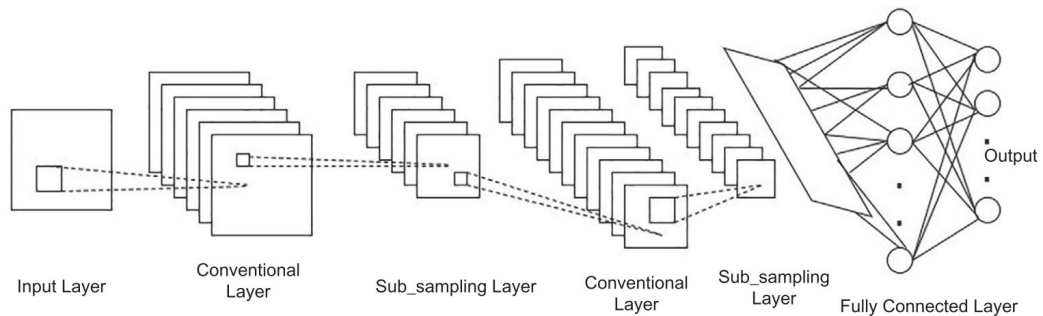 Input Layer
Conventional
Layer
Sub_sampling Layer
Conventional
Layer
Sub_sampling
Layer
Fully Connected Layer
Output